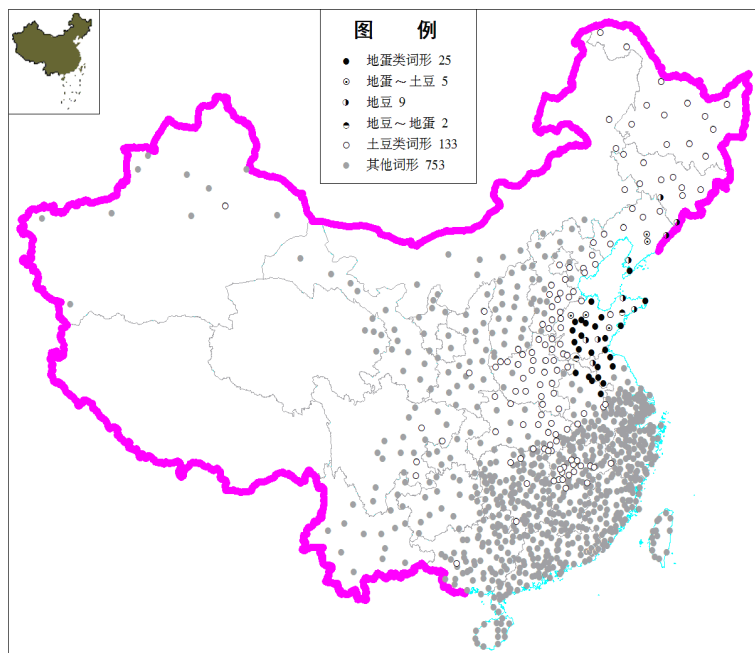 图 例
地蛋类词形 25
地蛋～土豆 5
地豆 9
地豆～地蛋 2
土豆类词形 133
其他词形 753